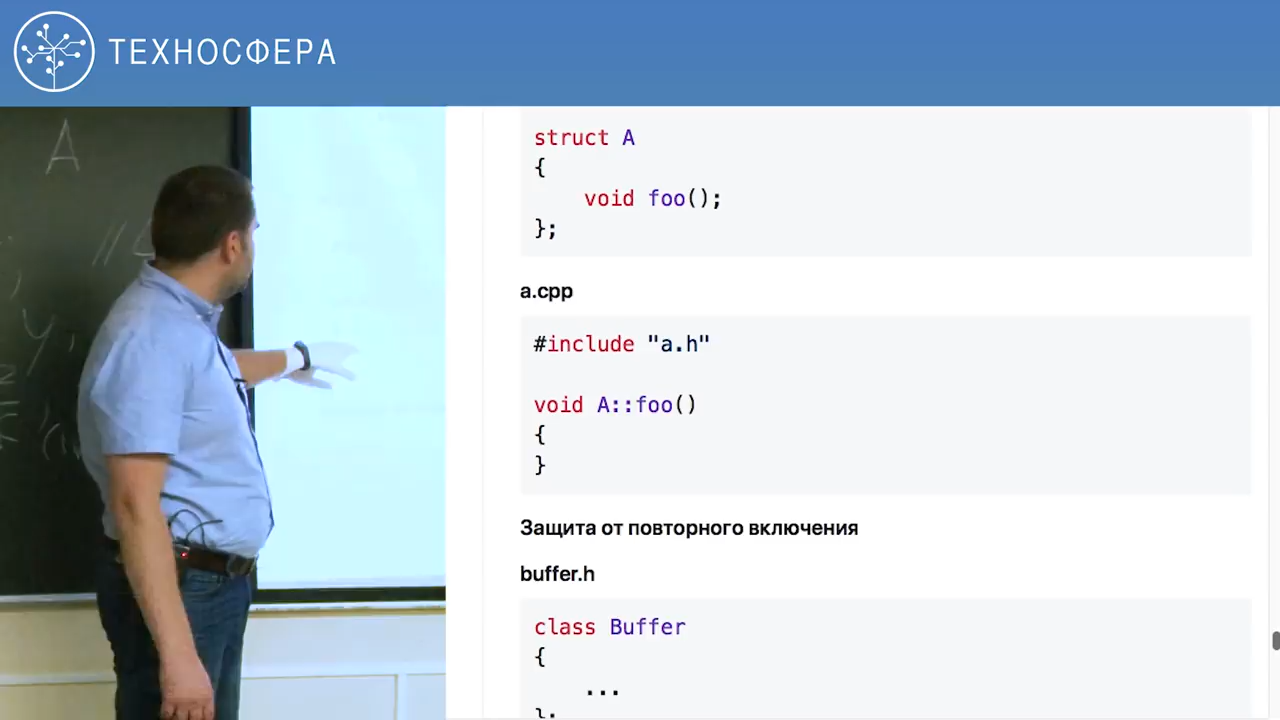 ТЕХНОСФЕРА
A
struct A
{
void foo();
};
a.cpp
#include "a.h"
void A::foo()
{
}
Защита от повторного включения
buffer.h
class Buffer
{
...
};